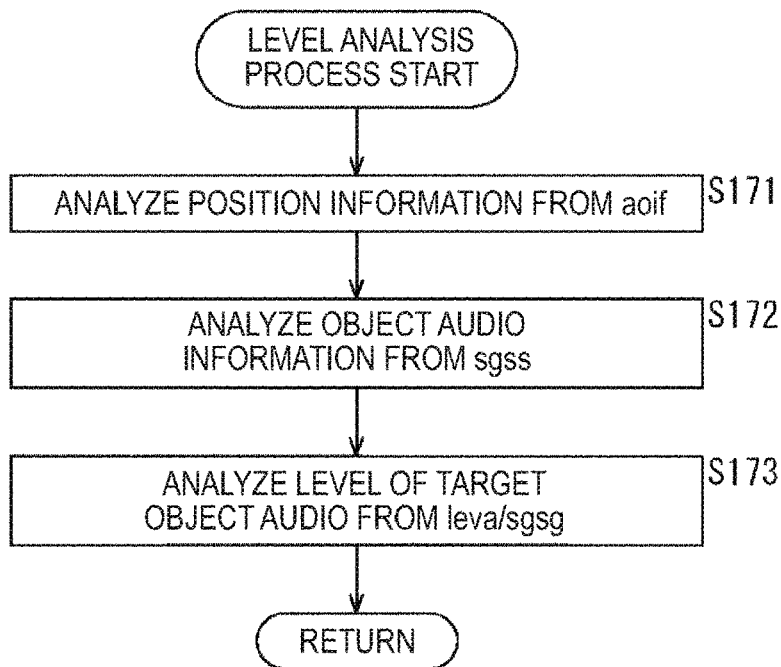 LEVEL ANALYSIS
PROCESS START
ANALYZE POSITION INFORMATION FROM aoif
S171
ANALYZE OBJECT AUDIO
INFORMATION FROM sgss
S172
ANALYZE LEVEL OF TARGET
OBJECT AUDIO FROM leva/sgsg
S173
RETURN